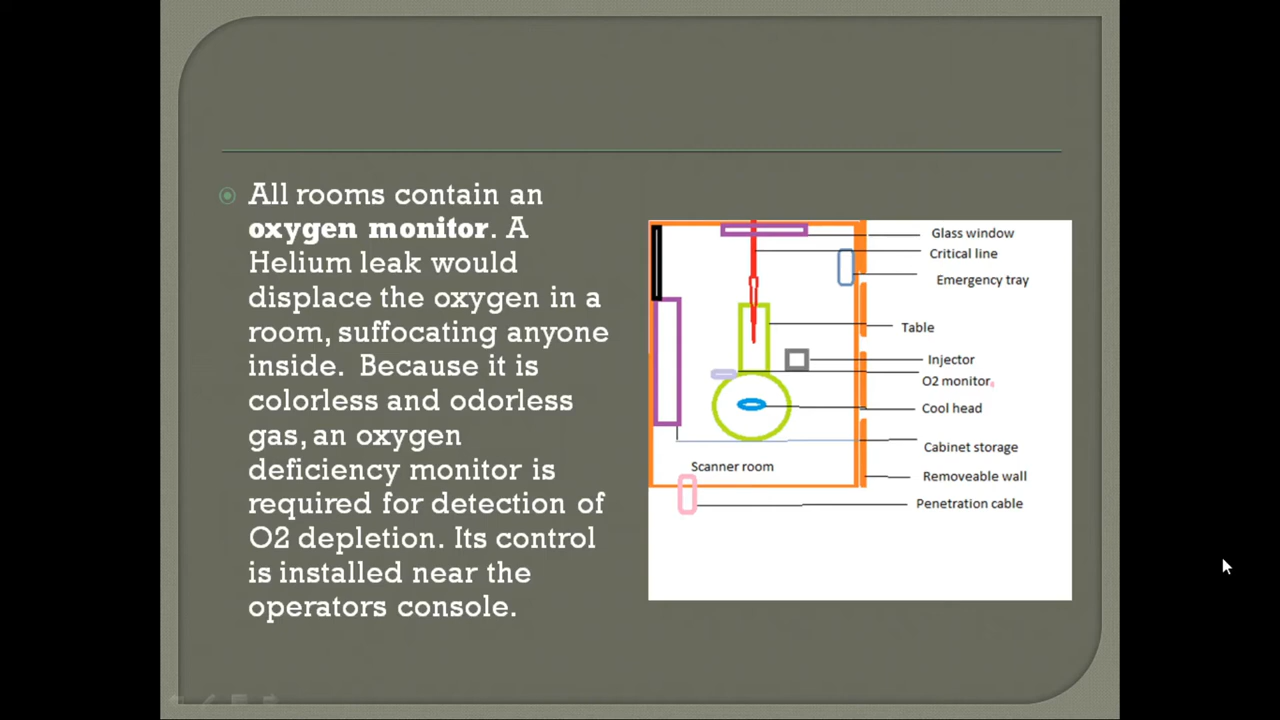 All rooms contain an
oxygen monitor. A
Helium leak would
displace the oxygen in a
room, suffocating anyone
inside. Because it is
colorless and odorless
gas, an oxygen
deficiency monitor is
required for detection of
O2 depletion. Its control
is installed near the
operators console.
Glass window
Critical line
Emergency tray
Table
Injector
O2 monitor
Cool head
Cabinet storage
Scanner room
Removeable wall
Penetration cable